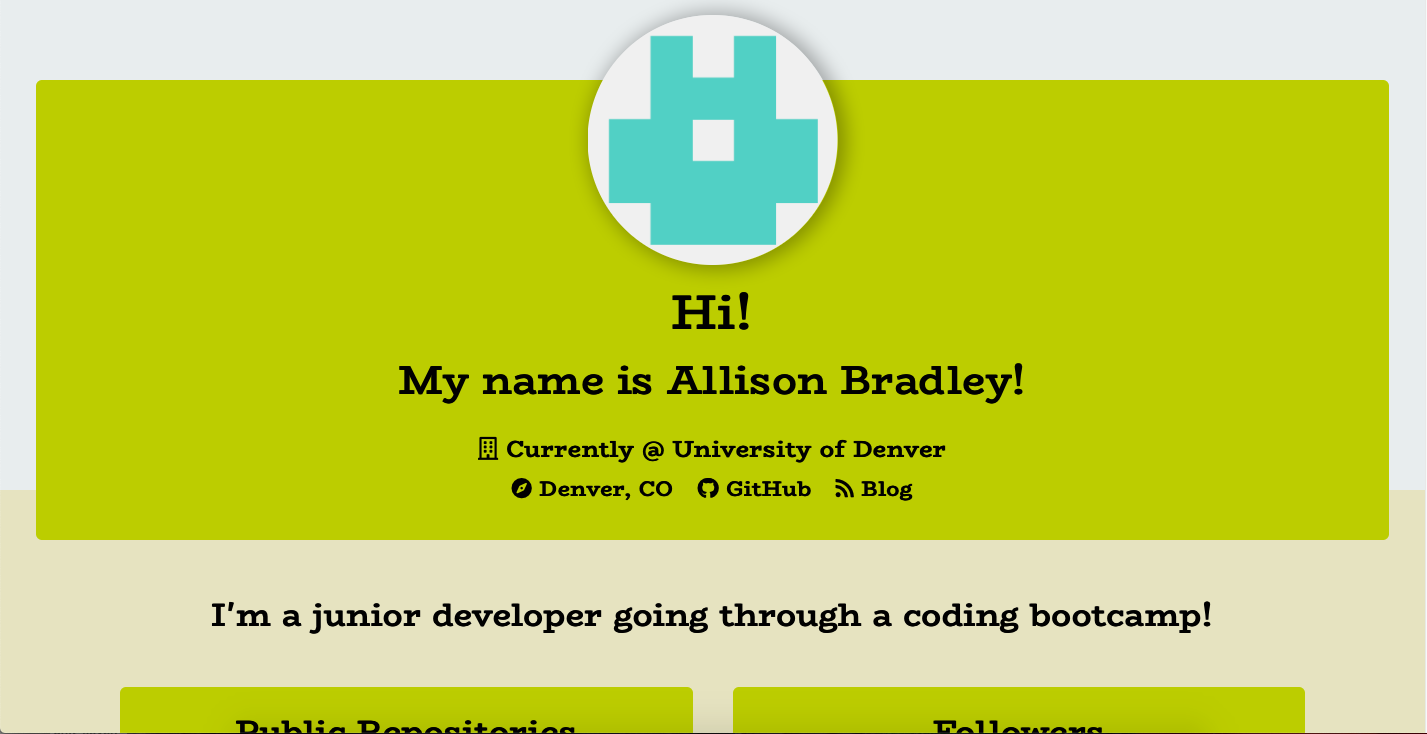 Hi!
My name is Allison Bradley!
Currently @ University of Denver
Denver, CO GitHub Blog
I'm a junior developer going through a coding bootcamp!
Public Repositories Followers